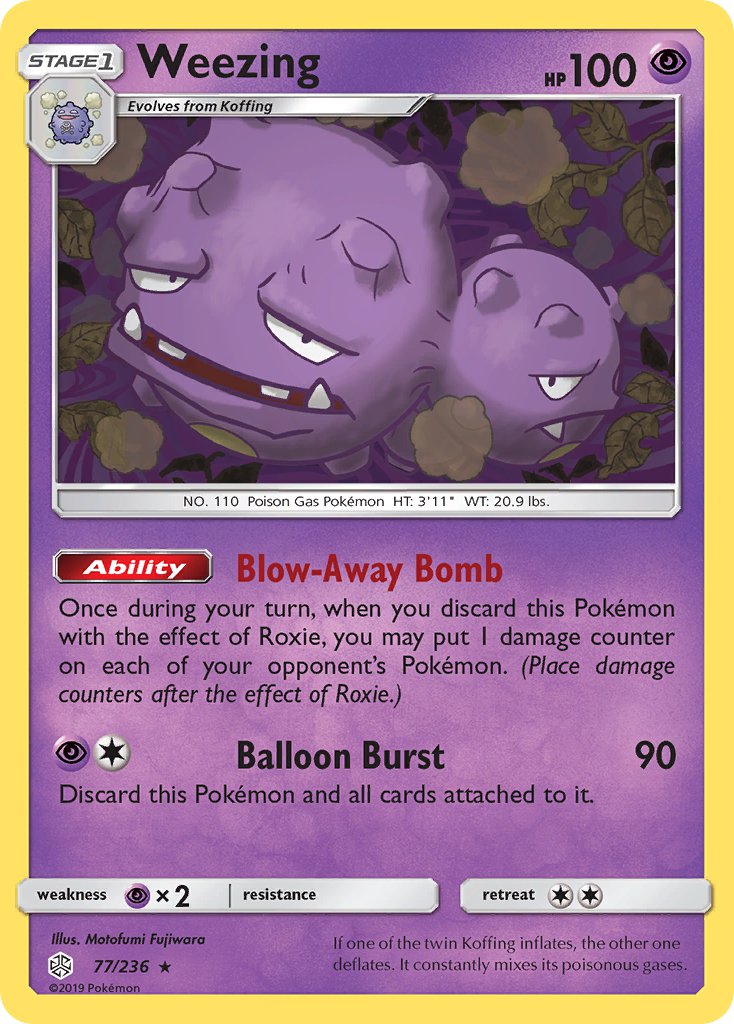 STAGE1
Weezing
HP 100
Evolves from Koffing
NO. 110 Poison Gas Pokémon HT: 3'11" WT: 20.9 lbs.
Ability Blow-Away Bomb
Once during your turn, when you discard this Pokémon
with the effect of Roxie, you may put 1 damage counter
on each of your opponent's Pokémon. (Place damage
counters after the effect of Roxie.)
Balloon Burst 90
Discard this Pokémon and all cards attached to it.
weakness ×2 resistance retreat
Illus. Motofumi Fujiwara
77/236 ★
©2019 Pokémon
If one of the twin Koffing inflates, the other one
deflates. It constantly mixes its poisonous gases.